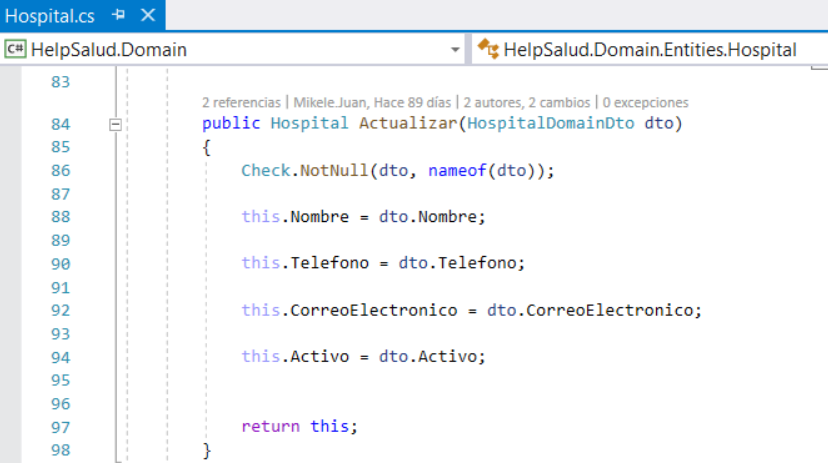 Hospital.cs
C# HelpSalud.Domain HelpSalud.Domain.Entities.Hospital
83
2 referencias | Mikele.Juan, Hace 89 días | 2 autores, 2 cambios | 0 excepciones
84 public Hospital Actualizar(HospitalDomainDto dto)
85 {
86 Check.NotNull(dto, nameof(dto));
87
88 this.Nombre = dto.Nombre;
89
90 this.Telefono = dto.Telefono;
91
92 this.CorreoElectronico = dto.CorreoElectronico;
93
94 this.Activo = dto.Activo;
95
96
97 return this;
98 }